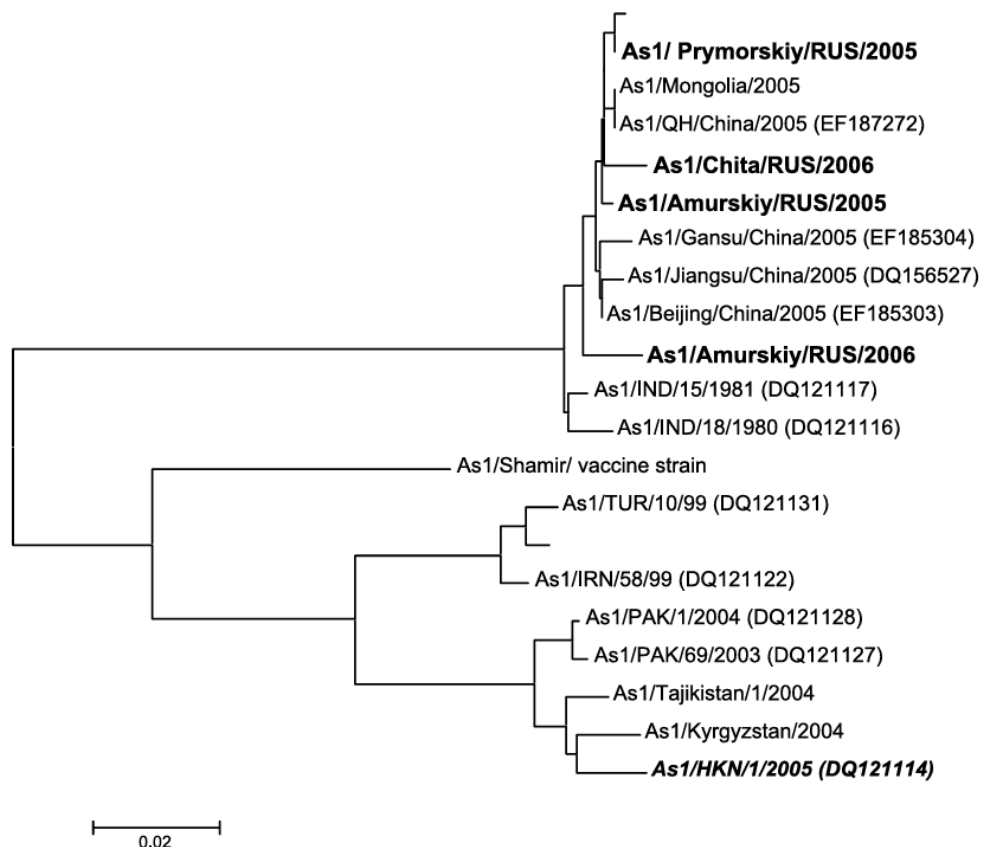 As1/ Prymorskiy/RUS/2005
As1/Mongolia/2005
As1/QH/China/2005 (EF187272)
As1/Chita/RUS/2006
As1/Amurskiy/RUS/2005
As1/Gansu/China/2005 (EF185304)
As1/Jiangsu/China/2005 (DQ156527)
As1/Beijing/China/2005 (EF185303)
As1/Amurskiy/RUS/2006
As1/IND/15/1981 (DQ121117)
As1/IND/18/1980 (DQ121116)
As1/Shamir/ vaccine strain
As1/TUR/10/99 (DQ121131)
As1/IRN/58/99 (DQ121122)
As1/PAK/1/2004 (DQ121128)
As1/PAK/69/2003 (DQ121127)
As1/Tajikistan/1/2004
As1/Kyrgyzstan/2004
As1/HKN/1/2005 (DQ121114)
0.02